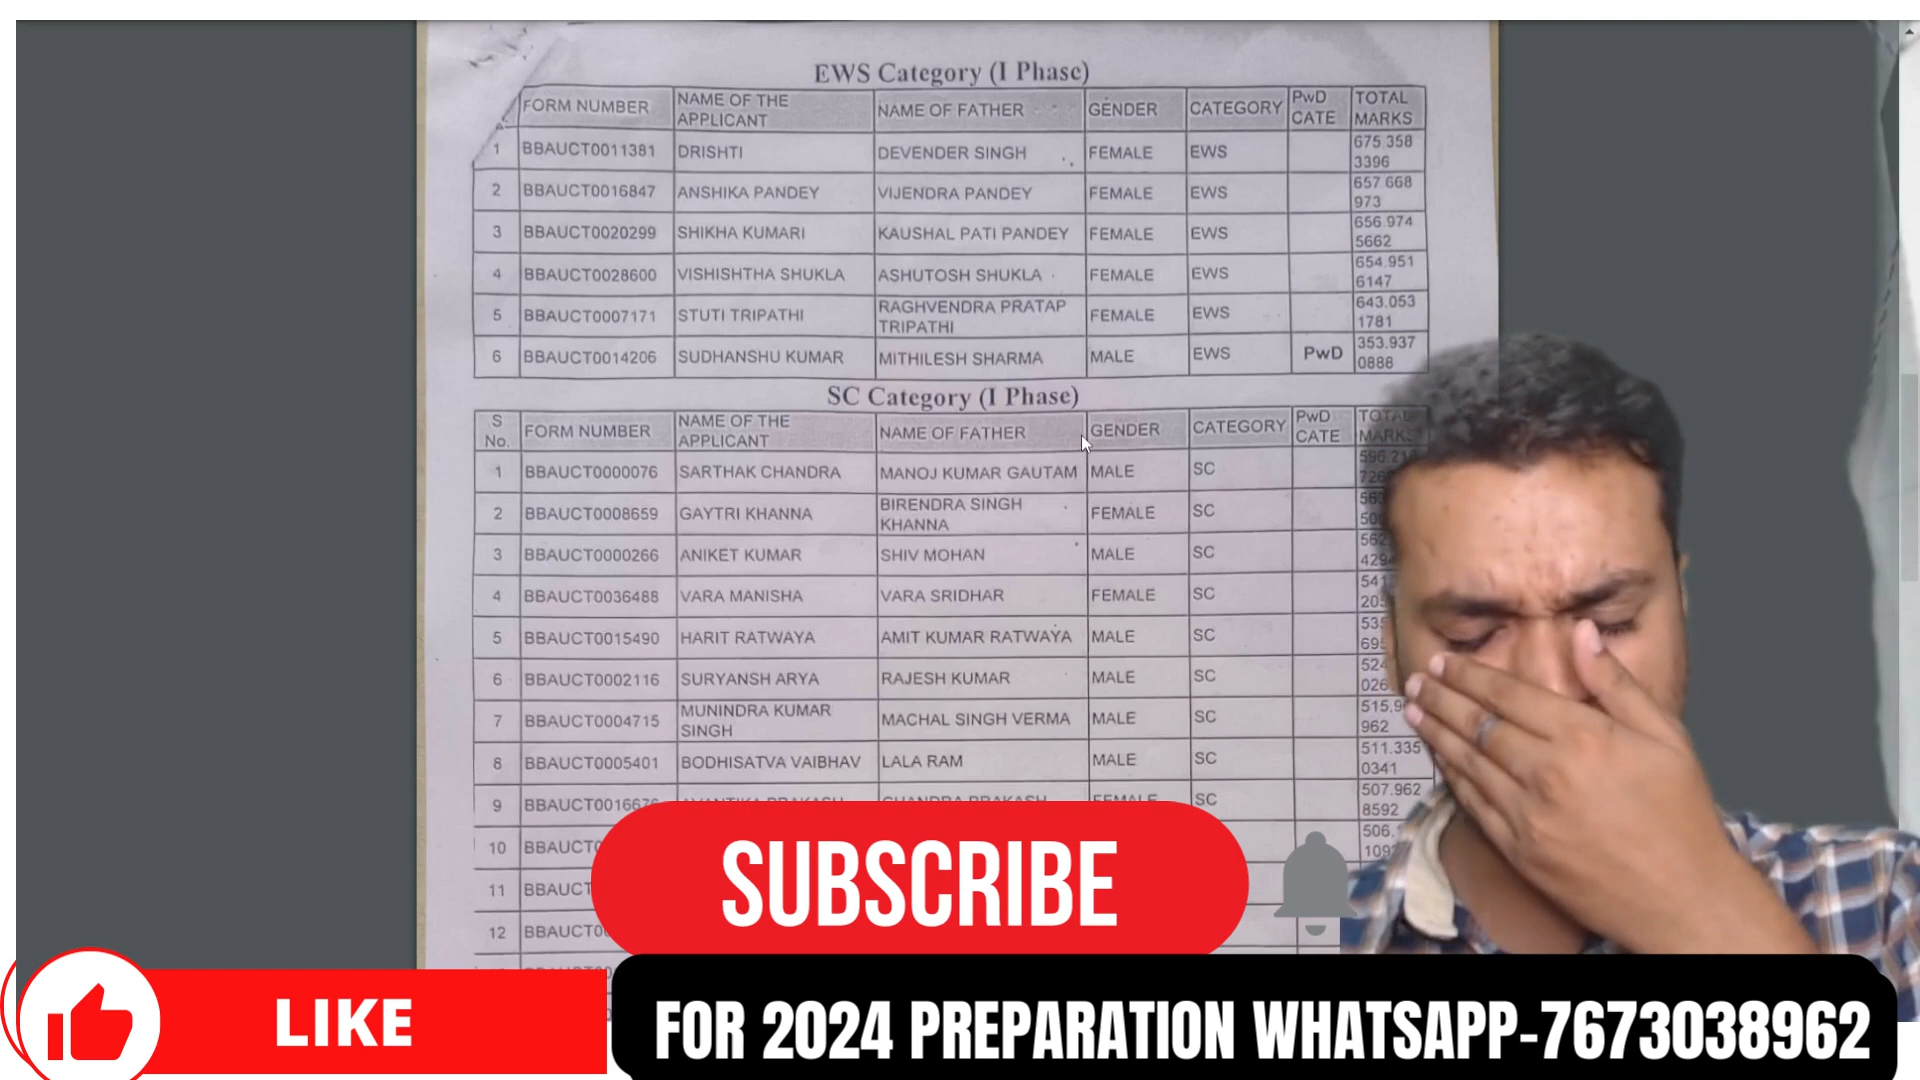 EWS Category (I Phase)
FORM NUMBER NAME OF THE APPLICANT NAME OF FATHER GENDER CATEGORY PwD CATE TOTAL MARKS
1 BBAUCT0011381 DRISHTI DEVENDER SINGH FEMALE EWS 675.358 3396
2 BBAUCT0016847 ANSHIKA PANDEY VIJENDRA PANDEY FEMALE EWS 657 668 973
3 BBAUCT0020299 SHIKHA KUMARI KAUSHAL PATI PANDEY FEMALE EWS 656.974 5662
4 BBAUCT0028600 VISHISHTHA SHUKLA ASHUTOSH SHUKLA FEMALE EWS 654.951 6147
5 BBAUCT0007171 STUTI TRIPATHI RAGHVENDRA PRATAP TRIPATHI FEMALE EWS 643.053 1781
6 BBAUCT0014206 SUDHANSHU KUMAR MITHILESH SHARMA MALE EWS PwD 353.937 0888
SC Category (I Phase)
S No. FORM NUMBER NAME OF THE APPLICANT NAME OF FATHER GENDER CATEGORY PwD CATE TOTAL MARKS
1 BBAUCT0000076 SARTHAK CHANDRA MANOJ KUMAR GAUTAM MALE SC
2 BBAUCT0008659 GAYTRI KHANNA BIRENDRA SINGH KHANNA FEMALE SC
3 BBAUCT0000266 ANIKET KUMAR SHIV MOHAN MALE SC
4 BBAUCT0036488 VARA MANISHA VARA SRIDHAR FEMALE SC
5 BBAUCT0015490 HARIT RATWAYA AMIT KUMAR RATWAYA MALE SC
6 BBAUCT0002116 SURYANSH ARYA RAJESH KUMAR MALE SC
7 BBAUCT0004715 MUNINDRA KUMAR SINGH MACHAL SINGH VERMA MALE SC 962
8 BBAUCT0005401 BODHISATVA VAIBHAV LALA RAM MALE SC 511.335 0341
9 AVANTIKA PRAKASH CHANDRA PRAKASH FEMALE SC 507.962 8592
10
11
12
SUBSCRIBE
LIKE
FOR 2024 PREPARATION WHATSAPP-7673038962